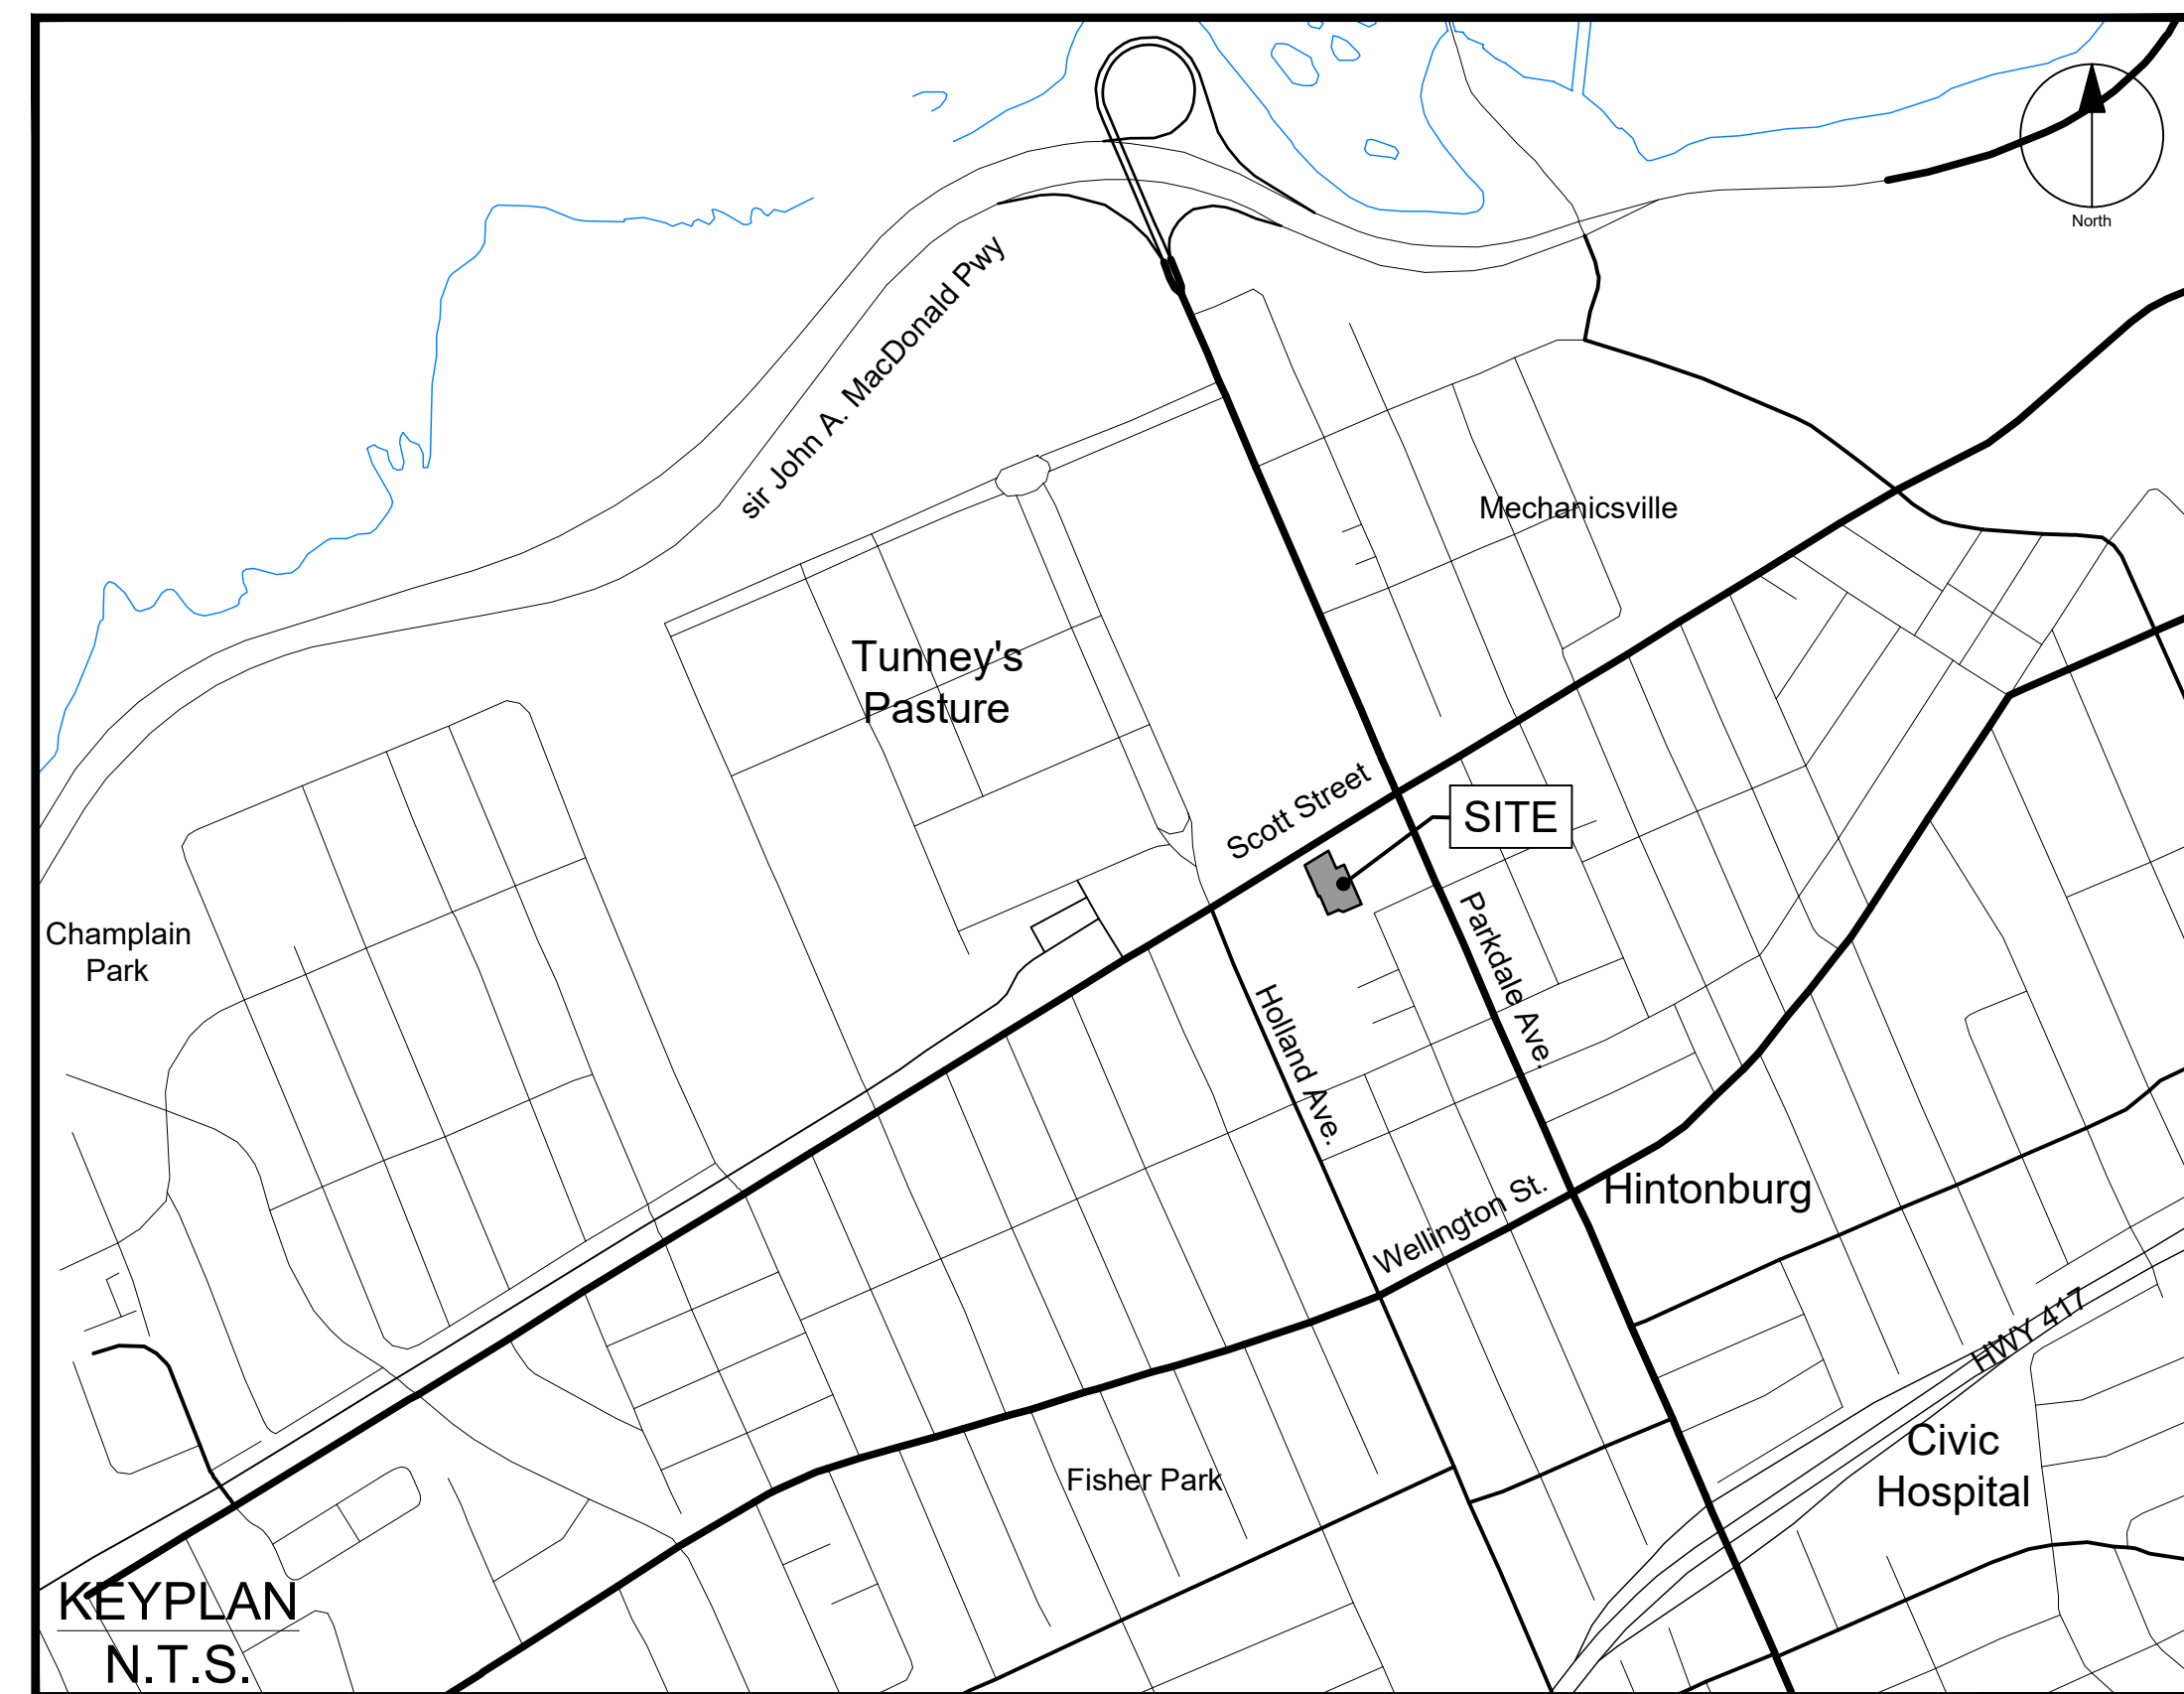 North
sir John A. MacDonald Pwy
Mechanicsville
Tunney's
Pasture
Scott Street
SITE
Champlain
Park
Parkdale Ave.
Holland Ave.
Wellington St.
Hintonburg
HWY 417
Civic
Hospital
Fisher Park
KEYPLAN
N.T.S.